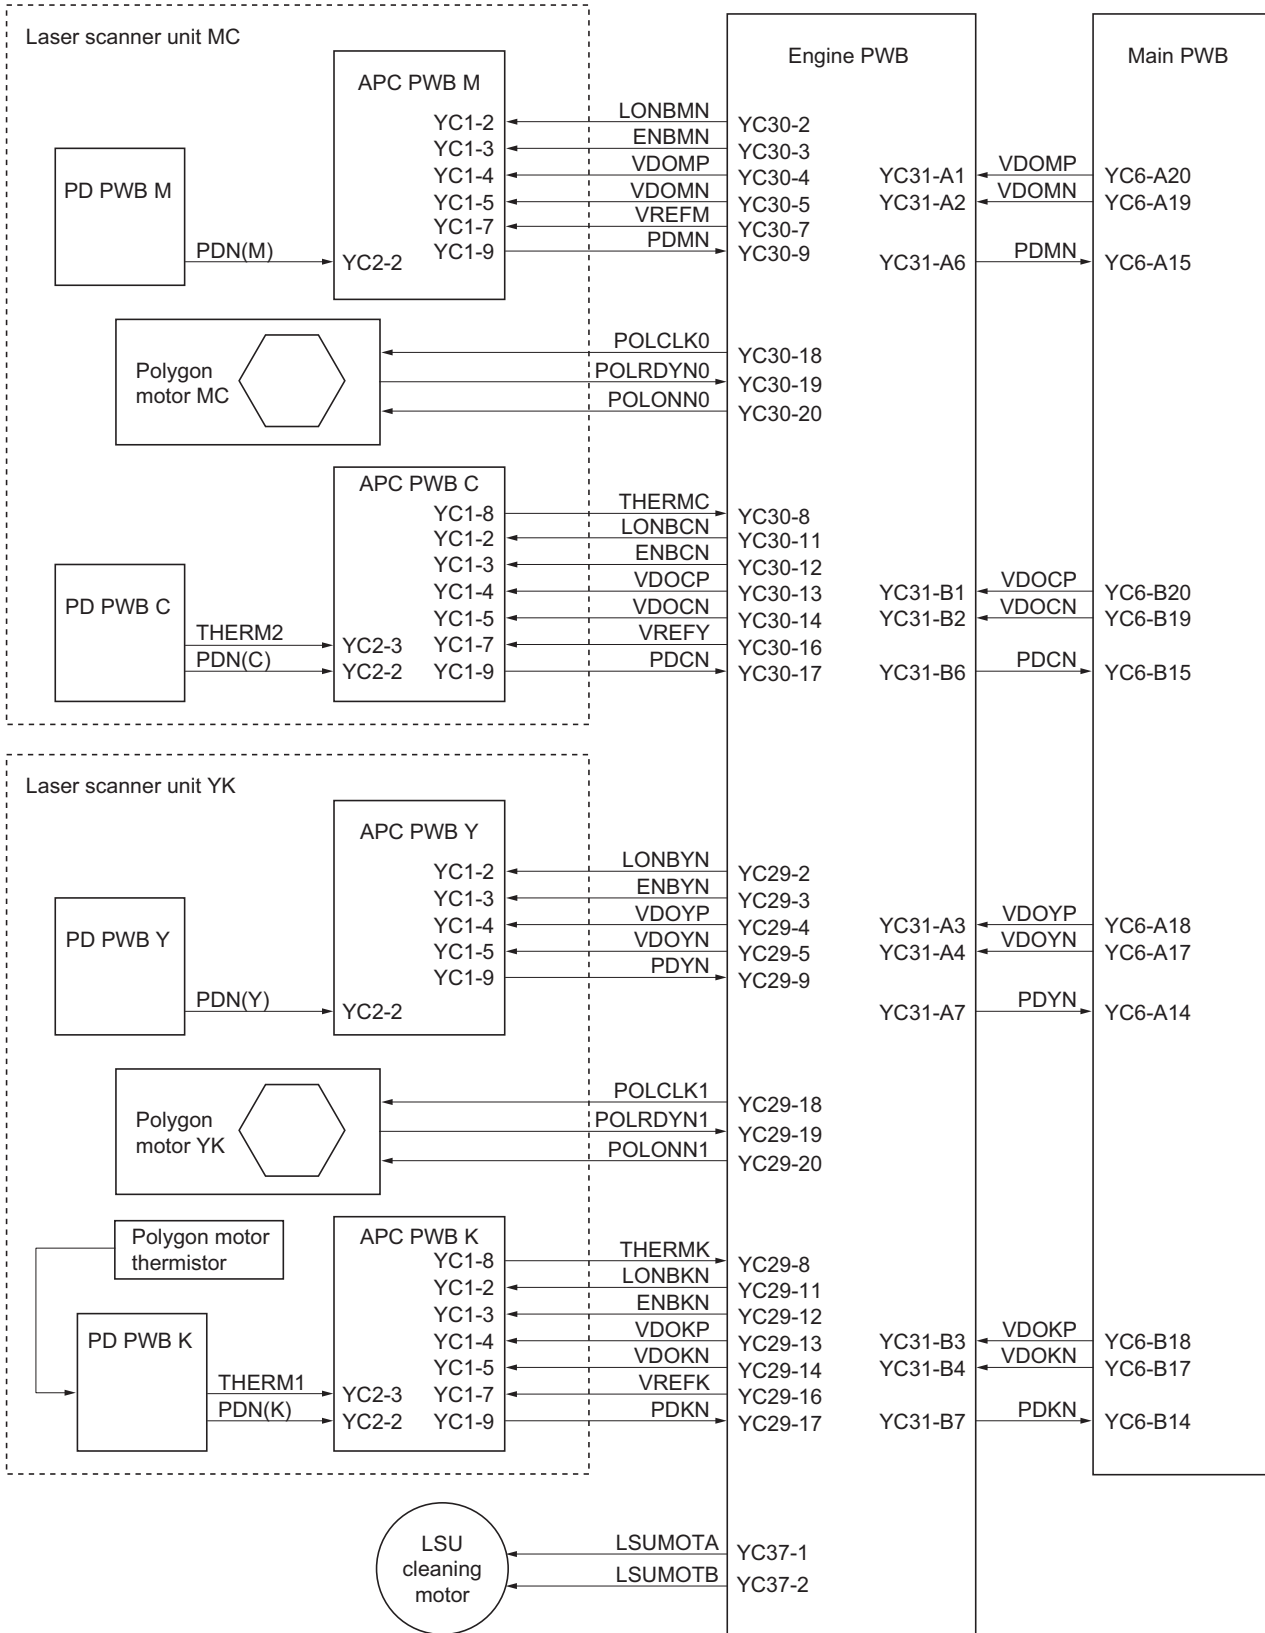 Laser scanner unit MC
Engine PWB
Main PWB
APC PWB M
YC1-2
LONBMN
YC30-2
YC1-3
ENBMN
YC30-3
YC1-4
VDOMP
YC30-4
YC31-A1
VDOMP
YC6-A20
PD PWB M
YC1-5
VDOMN
YC30-5
YC31-A2
VDOMN
YC6-A19
YC1-7
VREFM
YC30-7
PDN(M)
YC2-2
YC1-9
PDMN
YC30-9
YC31-A6
PDMN
YC6-A15
Polygon
motor MC
POLCLK0
YC30-18
POLRDYN0
YC30-19
POLONN0
YC30-20
APC PWB C
YC1-8
THERMC
YC30-8
YC1-2
LONBCN
YC30-11
YC1-3
ENBCN
YC30-12
YC1-4
VDOCP
YC30-13
YC31-B1
VDOCP
YC6-B20
PD PWB C
YC1-5
VDOCN
YC30-14
YC31-B2
VDOCN
YC6-B19
THERM2
YC2-3
YC1-7
VREFY
YC30-16
PDN(C)
YC2-2
YC1-9
PDCN
YC30-17
YC31-B6
PDCN
YC6-B15
Laser scanner unit YK
APC PWB Y
YC1-2
LONBYN
YC29-2
YC1-3
ENBYN
YC29-3
YC1-4
VDOYP
YC29-4
YC31-A3
VDOYP
YC6-A18
PD PWB Y
YC1-5
VDOYN
YC29-5
YC31-A4
VDOYN
YC6-A17
YC1-9
PDYN
YC29-9
PDN(Y)
YC2-2
YC31-A7
PDYN
YC6-A14
Polygon
motor YK
POLCLK1
YC29-18
POLRDYN1
YC29-19
POLONN1
YC29-20
Polygon motor
thermistor
APC PWB K
YC1-8
THERMK
YC29-8
YC1-2
LONBKN
YC29-11
YC1-3
ENBKN
YC29-12
PD PWB K
YC1-4
VDOKP
YC29-13
YC31-B3
VDOKP
YC6-B18
YC1-5
VDOKN
YC29-14
YC31-B4
VDOKN
YC6-B17
THERM1
YC2-3
YC1-7
VREFK
YC29-16
PDN(K)
YC2-2
YC1-9
PDKN
YC29-17
YC31-B7
PDKN
YC6-B14
LSU
cleaning
motor
LSUMOTA
YC37-1
LSUMOTB
YC37-2